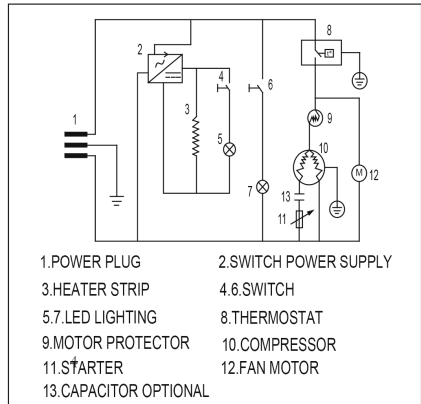 8
2
t°
4
6
1
3
9
5
10
M
12
7
13
11
1.POWER PLUG
2.SWITCH POWER SUPPLY
3.HEATER STRIP
4.6.SWITCH
5.7.LED LIGHTING
8.THERMOSTAT
9.MOTOR PROTECTOR
10.COMPRESSOR
4
11.STARTER
12.FAN MOTOR
13.CAPACITOR OPTIONAL